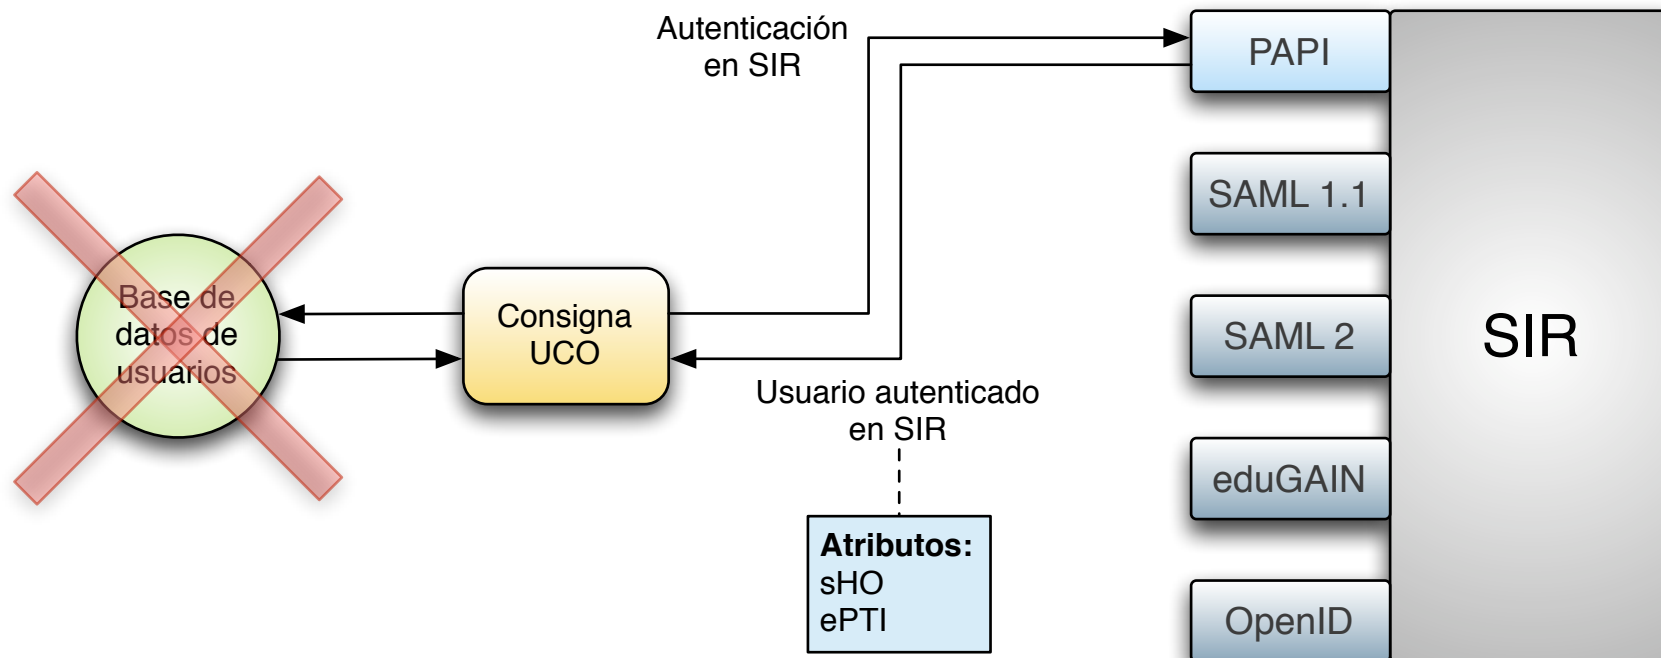 Autenticación
en SIR
PAPI
SAML 1.1
Base de
datos de
usuarios
Consigna
UCO
SAML 2
SIR
Usuario autenticado
en SIR
eduGAIN
Atributos:
sHO
ePTI
OpenID